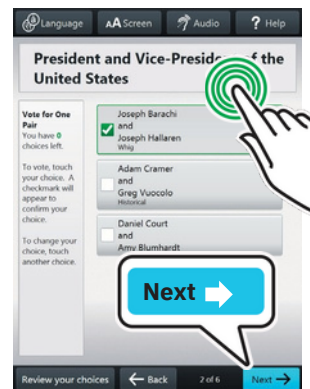 Language AA Screen Audio ? Help
President and Vice-President of the
United States
Vote for One
Pair
You have 0
choices left.
To vote, touch
your choice. A
checkmark will
appear to
confirm your
choice.
To change your
choice, touch
another choice.
Joseph Barachi
and
Joseph Hallaren
Whig
Adam Cramer
and
Greg Vuocolo
Historical
Daniel Court
and
Amy Blumhardt
Next
Review your choices Back 2 of 6 Next